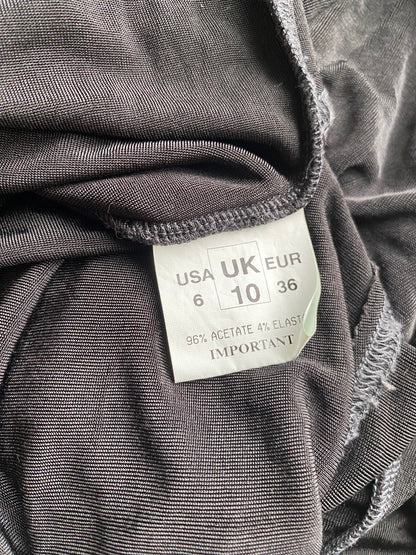 USA UK EUR
6 10 36
96% ACETATE 4% ELAST
IMPORTANT